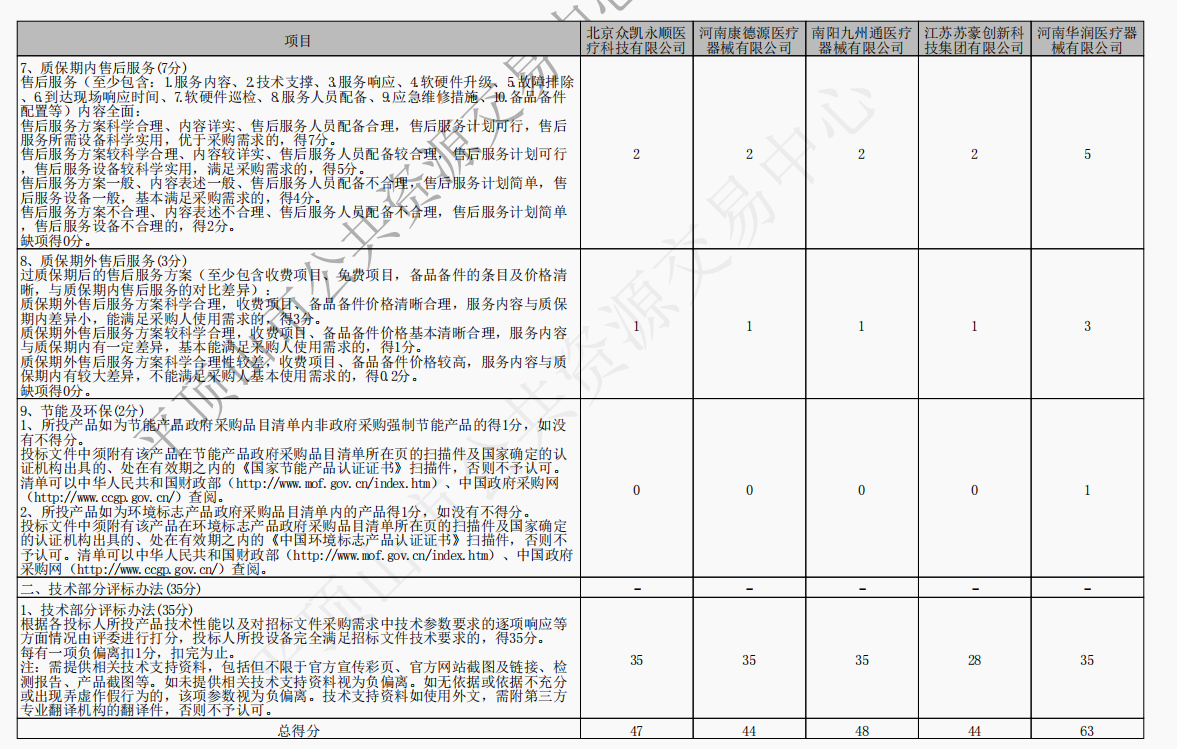 项目
北京众凯永顺医
疗科技有限公司
河南康德源医疗
器械有限公司
南阳九州通医疗
器械有限公司
江苏苏豪创新科
技集团有限公司
河南华润医疗器
械有限公司
7、质保期内售后服务(7分)
售后服务（至少包含：1.服务内容、2.技术支撑、3.服务响应、4.软硬件升级、5.故障排除
、6.到达现场响应时间、7.软硬件巡检、8.服务人员配备、9.应急维修措施、10.备品备件
配置等）内容全面：
售后服务方案科学合理、内容详实、售后服务人员配备合理，售后服务计划可行，售后
服务所需设备科学实用，优于采购需求的，得7分。
售后服务方案较科学合理、内容较详实、售后服务人员配备较合理，售后服务计划可行
，售后服务设备较科学实用，满足采购需求的，得5分。
售后服务方案一般、内容表述一般、售后服务人员配备不合理，售后服务计划简单，售
后服务设备一般，基本满足采购需求的，得4分。
售后服务方案不合理、内容表述不合理、售后服务人员配备不合理，售后服务计划简单
，售后服务设备不合理的，得2分。
缺项得0分。
2 2 2 2 5
8、质保期外售后服务(3分)
过质保期后的售后服务方案（至少包含收费项目、免费项目，备品备件的条目及价格清
晰，与质保期内售后服务的对比差异）：
质保期外售后服务方案科学合理，收费项目、备品备件价格清晰合理，服务内容与质保
期内差异小，能满足采购人使用需求的，得3分。
质保期外售后服务方案较科学合理，收费项目、备品备件价格基本清晰合理，服务内容
与质保期内有一定差异，基本能满足采购人使用需求的，得1分。
质保期外售后服务方案科学合理性较差，收费项目、备品备件价格较高，服务内容与质
保期内有较大差异，不能满足采购人基本使用需求的，得0.2分。
缺项得0分。
1 1 1 1 3
9、节能及环保(2分)
1、所投产品如为节能产品政府采购品目清单内非政府采购强制节能产品的得1分，如没
有不得分。
投标文件中须附有该产品在节能产品政府采购品目清单所在页的扫描件及国家确定的认
证机构出具的、处在有效期之内的《国家节能产品认证证书》扫描件，否则不予认可。
清单可以中华人民共和国财政部（http://www.mof.gov.cn/index.htm）、中国政府采购网
（http://www.ccgp.gov.cn/）查阅。
2、所投产品如为环境标志产品政府采购品目清单内的产品得1分，如没有不得分。
投标文件中须附有该产品在环境标志产品政府采购品目清单所在页的扫描件及国家确定
的认证机构出具的、处在有效期之内的《中国环境标志产品认证证书》扫描件，否则不
予认可。清单可以中华人民共和国财政部（http://www.mof.gov.cn/index.htm）、中国政府
采购网（http://www.ccgp.gov.cn/）查阅。
0 0 0 0 1
二、技术部分评标办法(35分)
- - - - -
1、技术部分评标办法(35分)
根据各投标人所投产品技术性能以及对招标文件采购需求中技术参数要求的逐项响应等
方面情况由评委进行打分，投标人所投设备完全满足招标文件技术要求的，得35分。
每有一项负偏离扣1分，扣完为止。
注：需提供相关技术支持资料，包括但不限于官方宣传彩页、官方网站截图及链接、检
测报告、产品截图等。如未提供相关技术支持资料视为负偏离。如无依据或依据不充分
或出现弄虚作假行为的，该项参数视为负偏离。技术支持资料如使用外文，需附第三方
专业翻译机构的翻译件，否则不予认可。
35 35 35 28 35
总得分 47 44 48 44 63
平顶山市公共资源交易中心
平顶山市公共资源交易中心